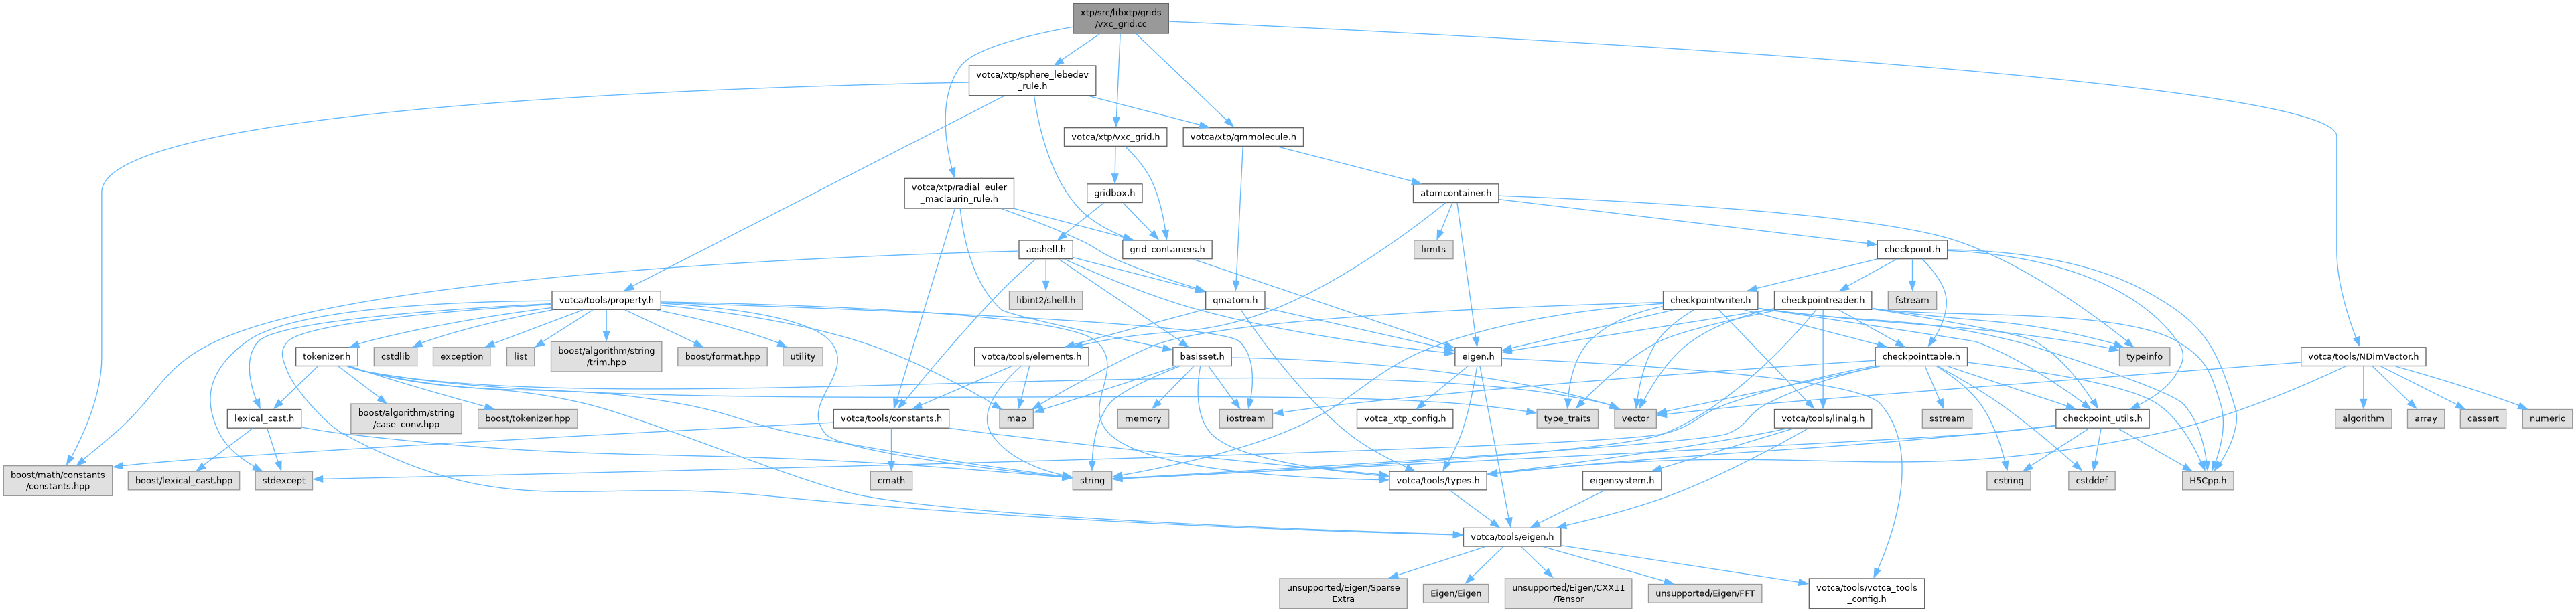 xtp/src/libxtp/grids
/vxc_grid.cc
votca/xtp/sphere_lebedev
_rule.h
votca/xtp/vxc_grid.h
votca/xtp/qmmolecule.h
votca/xtp/radial_euler
_maclaurin_rule.h
gridbox.h
atomcontainer.h
aoshell.h
grid_containers.h
limits
checkpoint.h
votca/tools/property.h
libint2/shell.h
qmatom.h
checkpointwriter.h
checkpointreader.h
fstream
tokenizer.h
cstdlib
exception
list
boost/algorithm/string
/trim.hpp
boost/format.hpp
utility
votca/tools/elements.h
basisset.h
eigen.h
checkpointtable.h
typeinfo
votca/tools/NDimVector.h
lexical_cast.h
boost/algorithm/string
/case_conv.hpp
boost/tokenizer.hpp
votca/tools/constants.h
map
memory
iostream
votca_xtp_config.h
type_traits
vector
votca/tools/linalg.h
sstream
checkpoint_utils.h
algorithm
array
cassert
numeric
boost/math/constants
/constants.hpp
boost/lexical_cast.hpp
stdexcept
cmath
string
votca/tools/types.h
eigensystem.h
cstring
cstddef
H5Cpp.h
votca/tools/eigen.h
unsupported/Eigen/Sparse
Extra
Eigen/Eigen
unsupported/Eigen/CXX11
/Tensor
unsupported/Eigen/FFT
votca/tools/votca_tools
_config.h